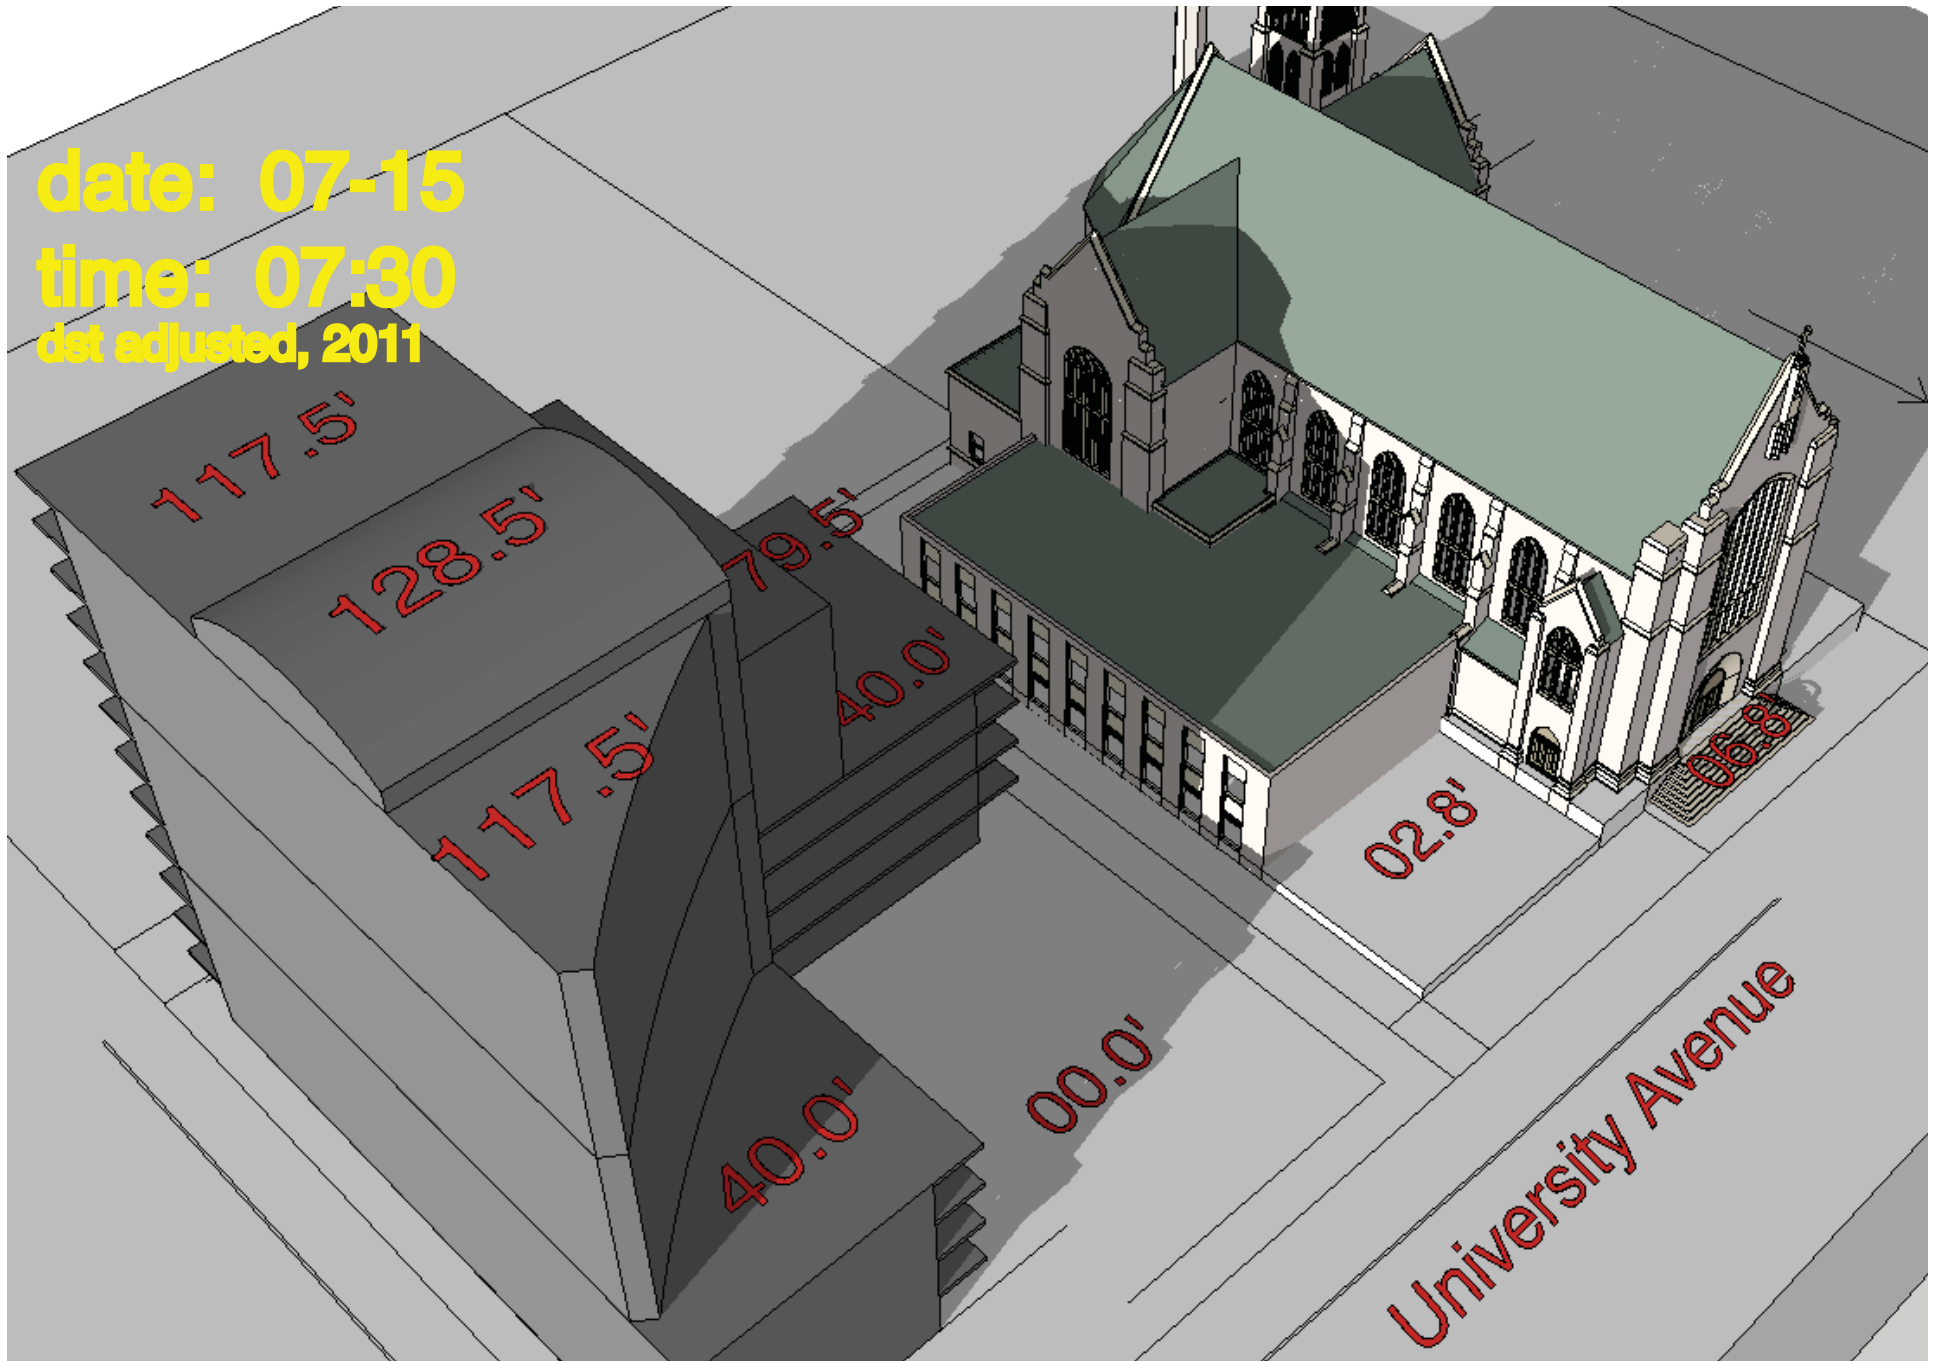 date: 07-15
time: 07:30
dst adjusted, 2011
117.5'
128.5'
79.5'
40.0'
117.5'
06.8'
02.8'
00.0'
40.0'
University Avenue